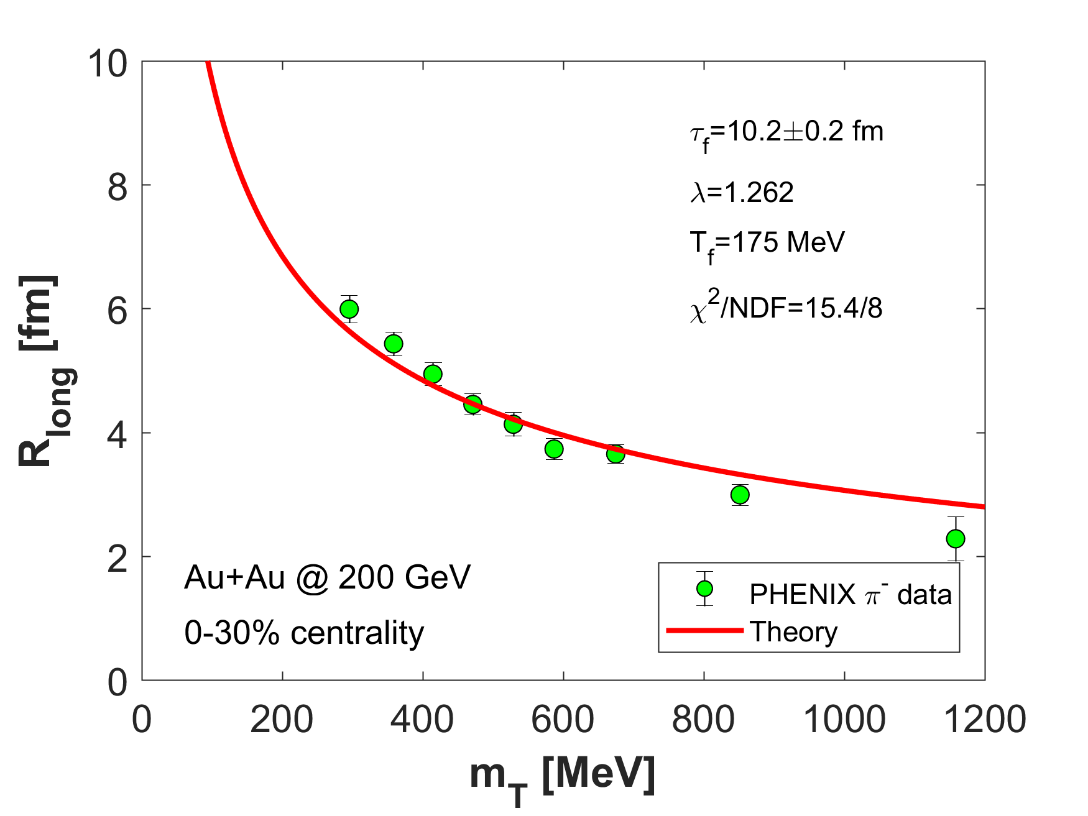 10
8
6
4
2
0
R_long [fm]
τ_f=10.2±0.2 fm
λ=1.262
T_f=175 MeV
χ²/NDF=15.4/8
Au+Au @ 200 GeV
0-30% centrality
PHENIX π⁻ data
Theory
0 200 400 600 800 1000 1200
m_T [MeV]